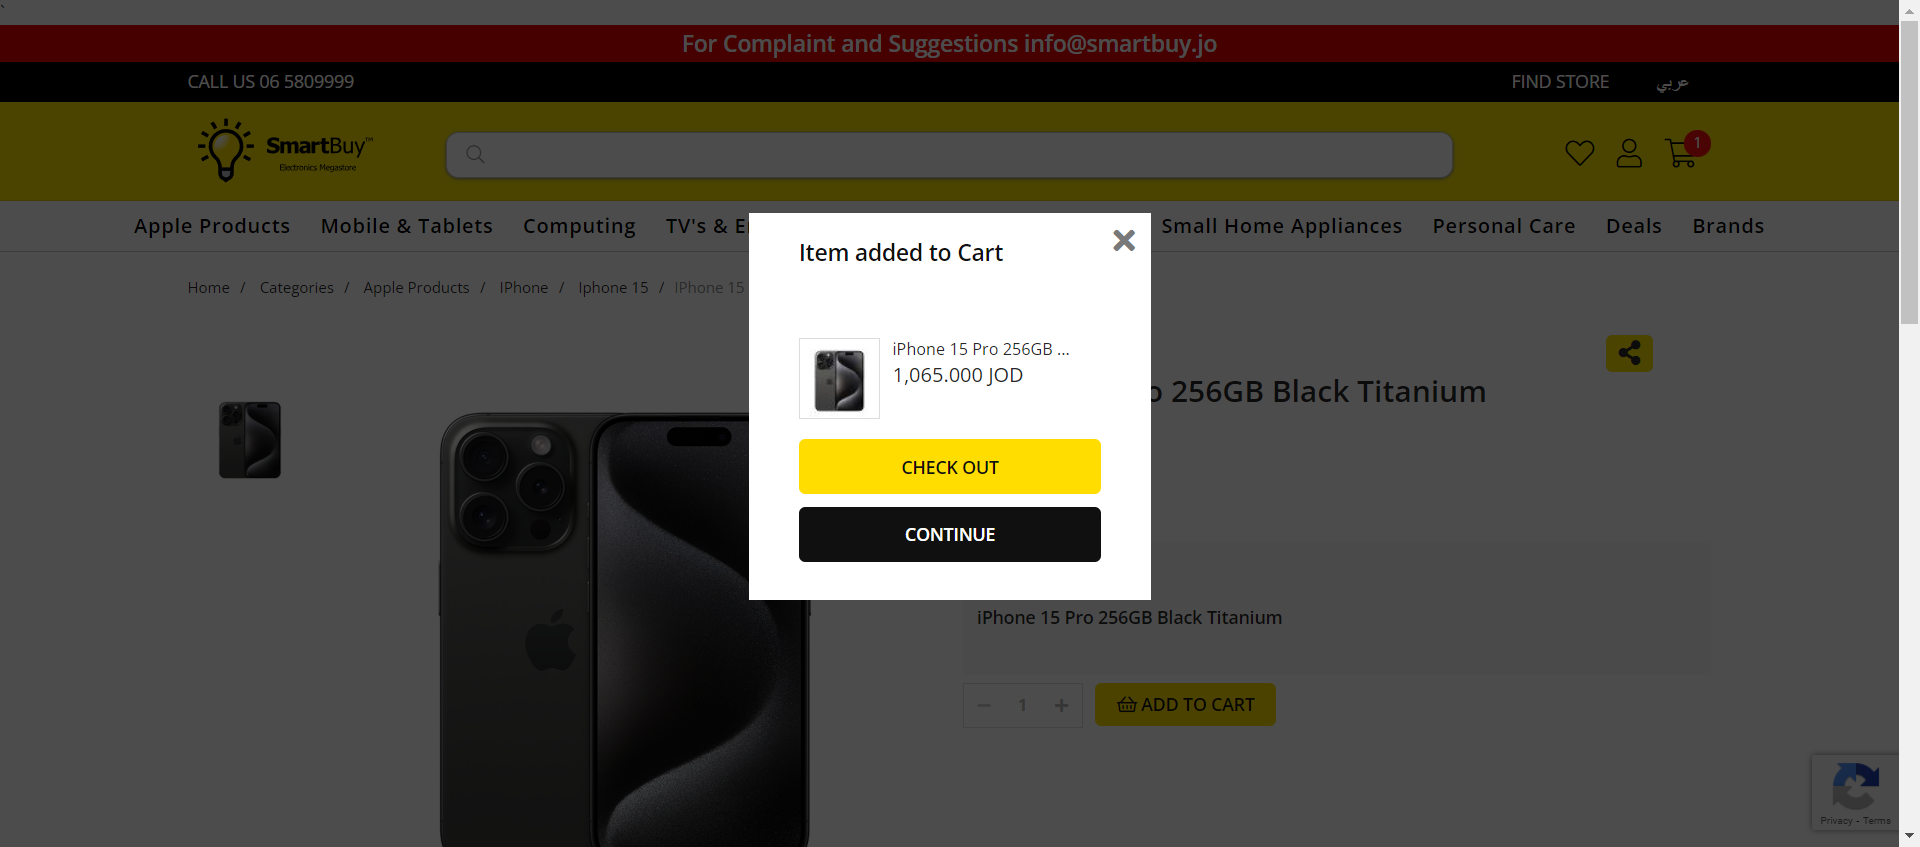 `
For Complaint and Suggestions info@smartbuy.jo
CALL US 06 5809999
FIND STORE
عربي
SmartBuy™
Electronics Megastore
1
Apple Products
Mobile & Tablets
Computing
TV's & E
Small Home Appliances
Personal Care
Deals
Brands
Home / Categories / Apple Products / IPhone / Iphone 15 / IPhone 15
Item added to Cart
iPhone 15 Pro 256GB ...
1,065.000 JOD
CHECK OUT
CONTINUE
o 256GB Black Titanium
iPhone 15 Pro 256GB Black Titanium
1
ADD TO CART
Privacy - Terms